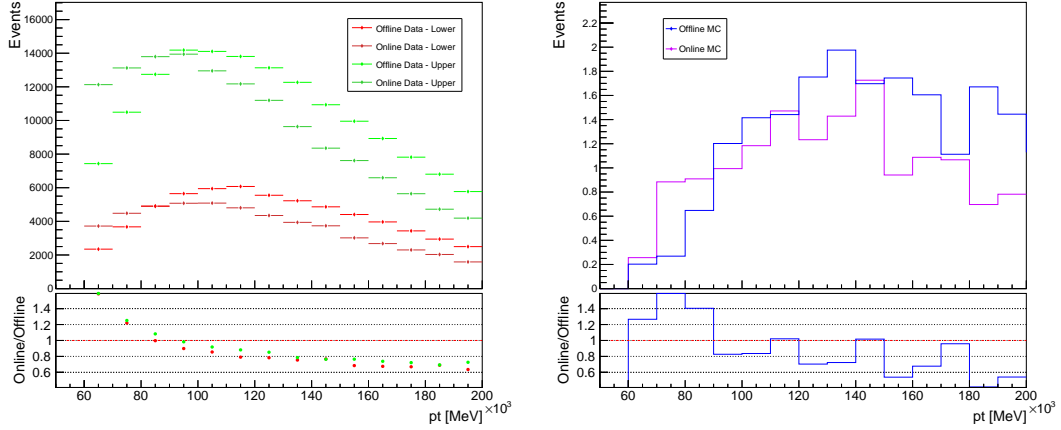 Events
16000
14000
12000
10000
8000
6000
4000
2000
0
Offline Data - Lower
Online Data - Lower
Offline Data - Upper
Online Data - Upper
Online/Offline
1.4
1.2
1
0.8
0.6
60 80 100 120 140 160 180 200
pt [MeV] ×10³
Events
2.2
2
1.8
1.6
1.4
1.2
1
0.8
0.6
0.4
0.2
0
Offline MC
Online MC
Online/Offline
1.4
1.2
1
0.8
0.6
60 80 100 120 140 160 180 200
pt [MeV] ×10³